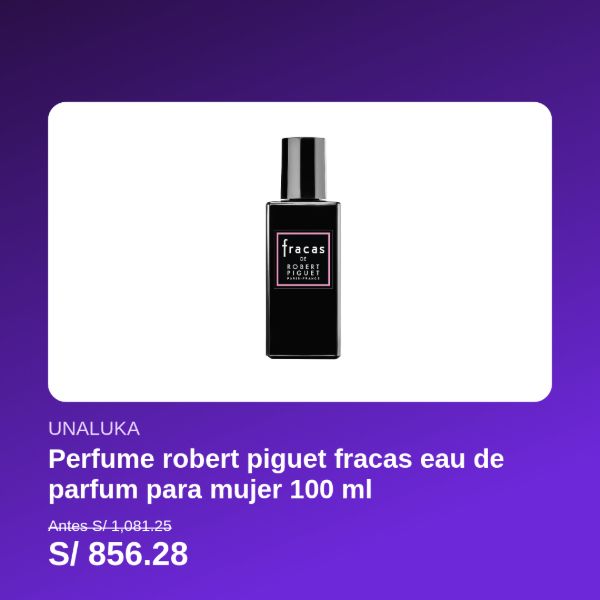 fracas
DE
ROBERT
PIGUET
PARIS-FRANCE
UNALUKA
Perfume robert piguet fracas eau de
parfum para mujer 100 ml
Antes S/ 1,081.25
S/ 856.28